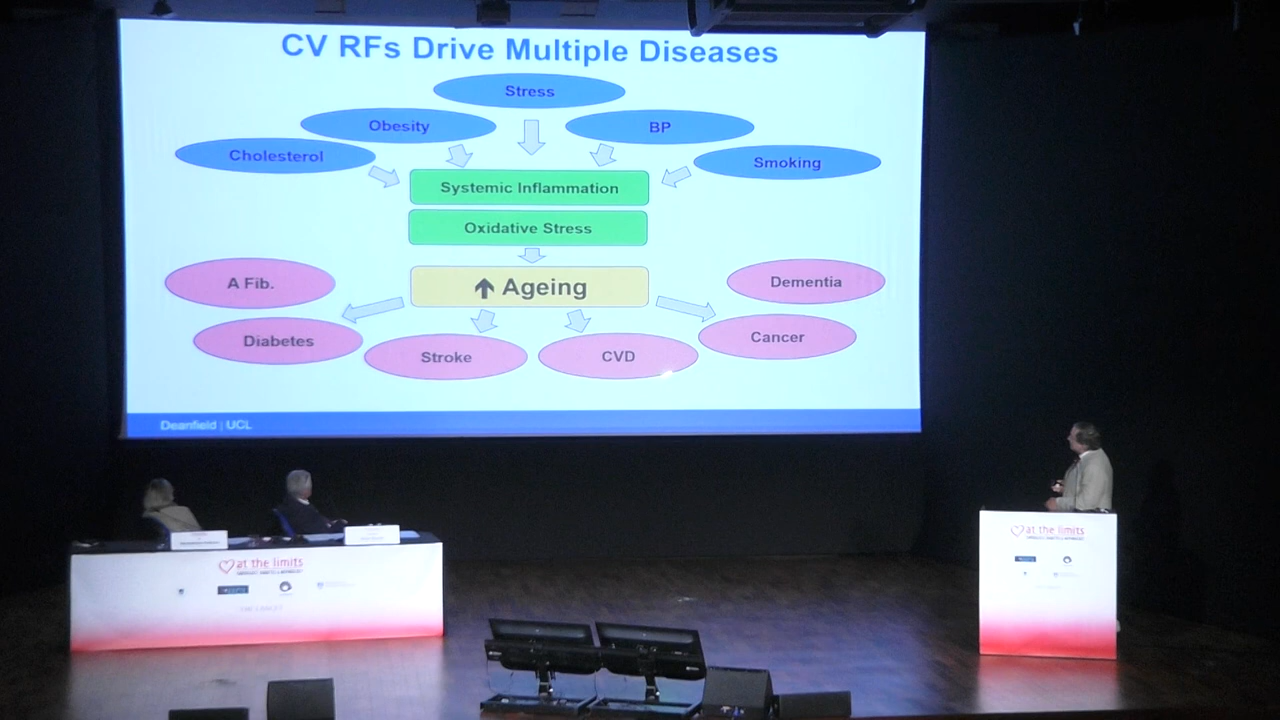 CV RFs Drive Multiple Diseases
Stress
Obesity
BP
Cholesterol
Smoking
Systemic Inflammation
Oxidative Stress
Ageing
A Fib.
Dementia
Diabetes
Cancer
Stroke
CVD
Deanfield | UCL
at the limits
at the limits